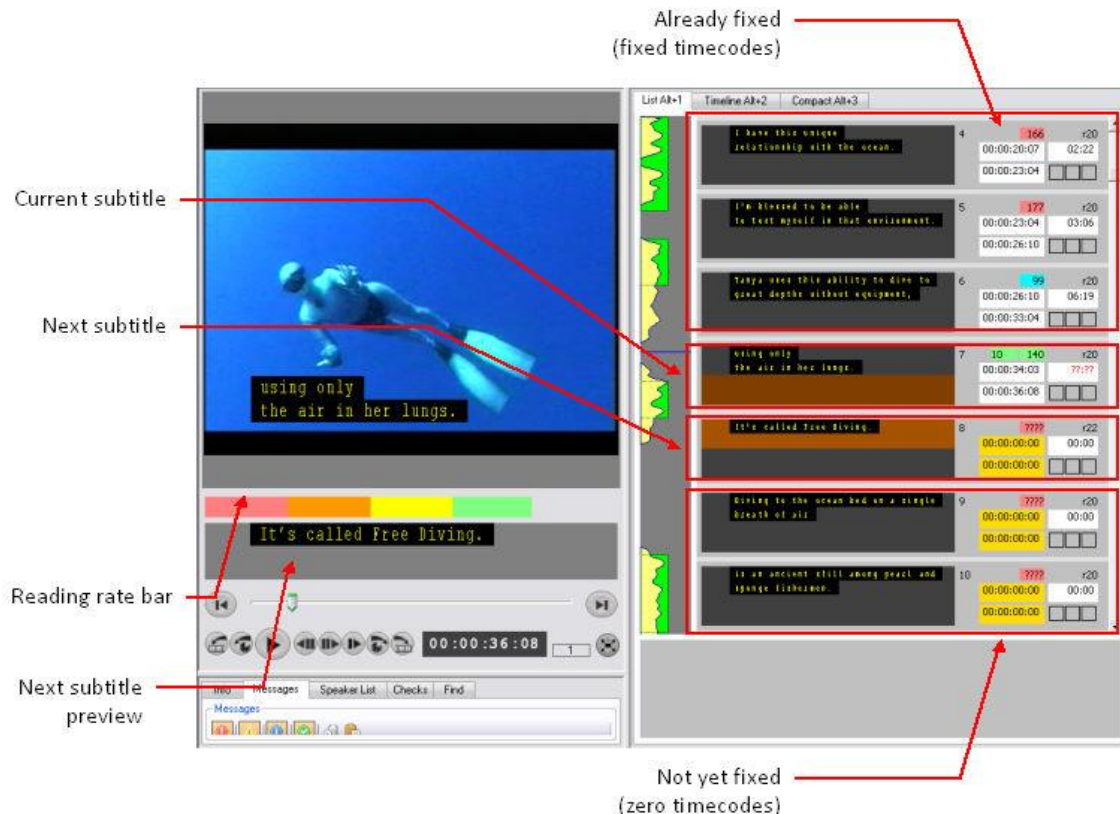 Already fixed
(fixed timecodes)
Current subtitle
Next subtitle
Reading rate bar
Next subtitle
preview
using only
the air in her lungs.
It's called Free Diving.
00:00:36:08
1
Info Messages Speaker List Checks Find
Messages
List Alt+1 Timeline Alt+2 Compact Alt+3
I have this unique
relationship with the ocean.
4 166 r20
00:00:20:07 02:22
00:00:23:04
I'm blessed to be able
to test myself in that environment.
5 177 r20
00:00:23:04 03:06
00:00:26:10
Tanya uses this ability to dive to
great depths without equipment,
6 99 r20
00:00:26:10 06:19
00:00:33:04
using only
the air in her lungs.
7 10 140 r20
00:00:34:03 ??:??
00:00:36:08
It's called Free Diving.
8 ???? r22
00:00:00:00 00:00
00:00:00:00
Diving to the ocean bed on a single
breath of air
9 ???? r20
00:00:00:00 00:00
00:00:00:00
is an ancient skill among pearl and
sponge fishermen.
10 ???? r20
00:00:00:00 00:00
00:00:00:00
Not yet fixed
(zero timecodes)